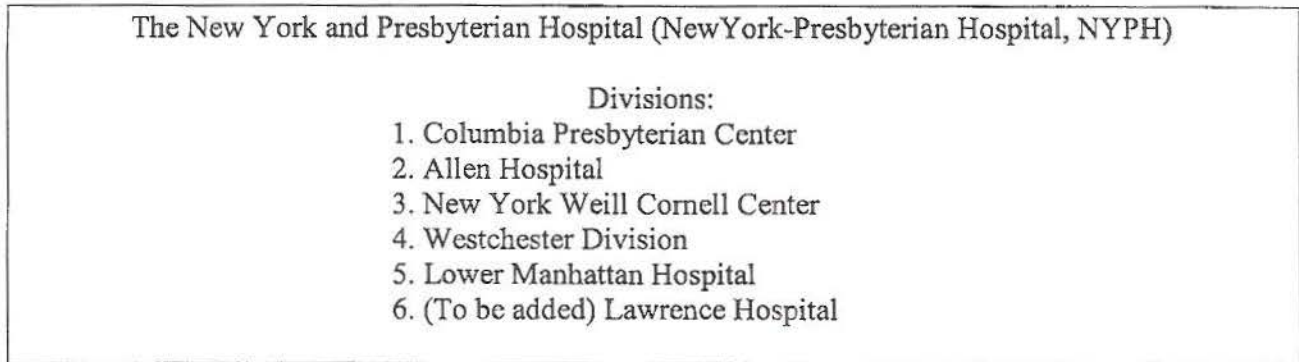 The New York and Presbyterian Hospital (NewYork-Presbyterian Hospital, NYPH)
Divisions:
1. Columbia Presbyterian Center
2. Allen Hospital
3. New York Weill Cornell Center
4. Westchester Division
5. Lower Manhattan Hospital
6. (To be added) Lawrence Hospital